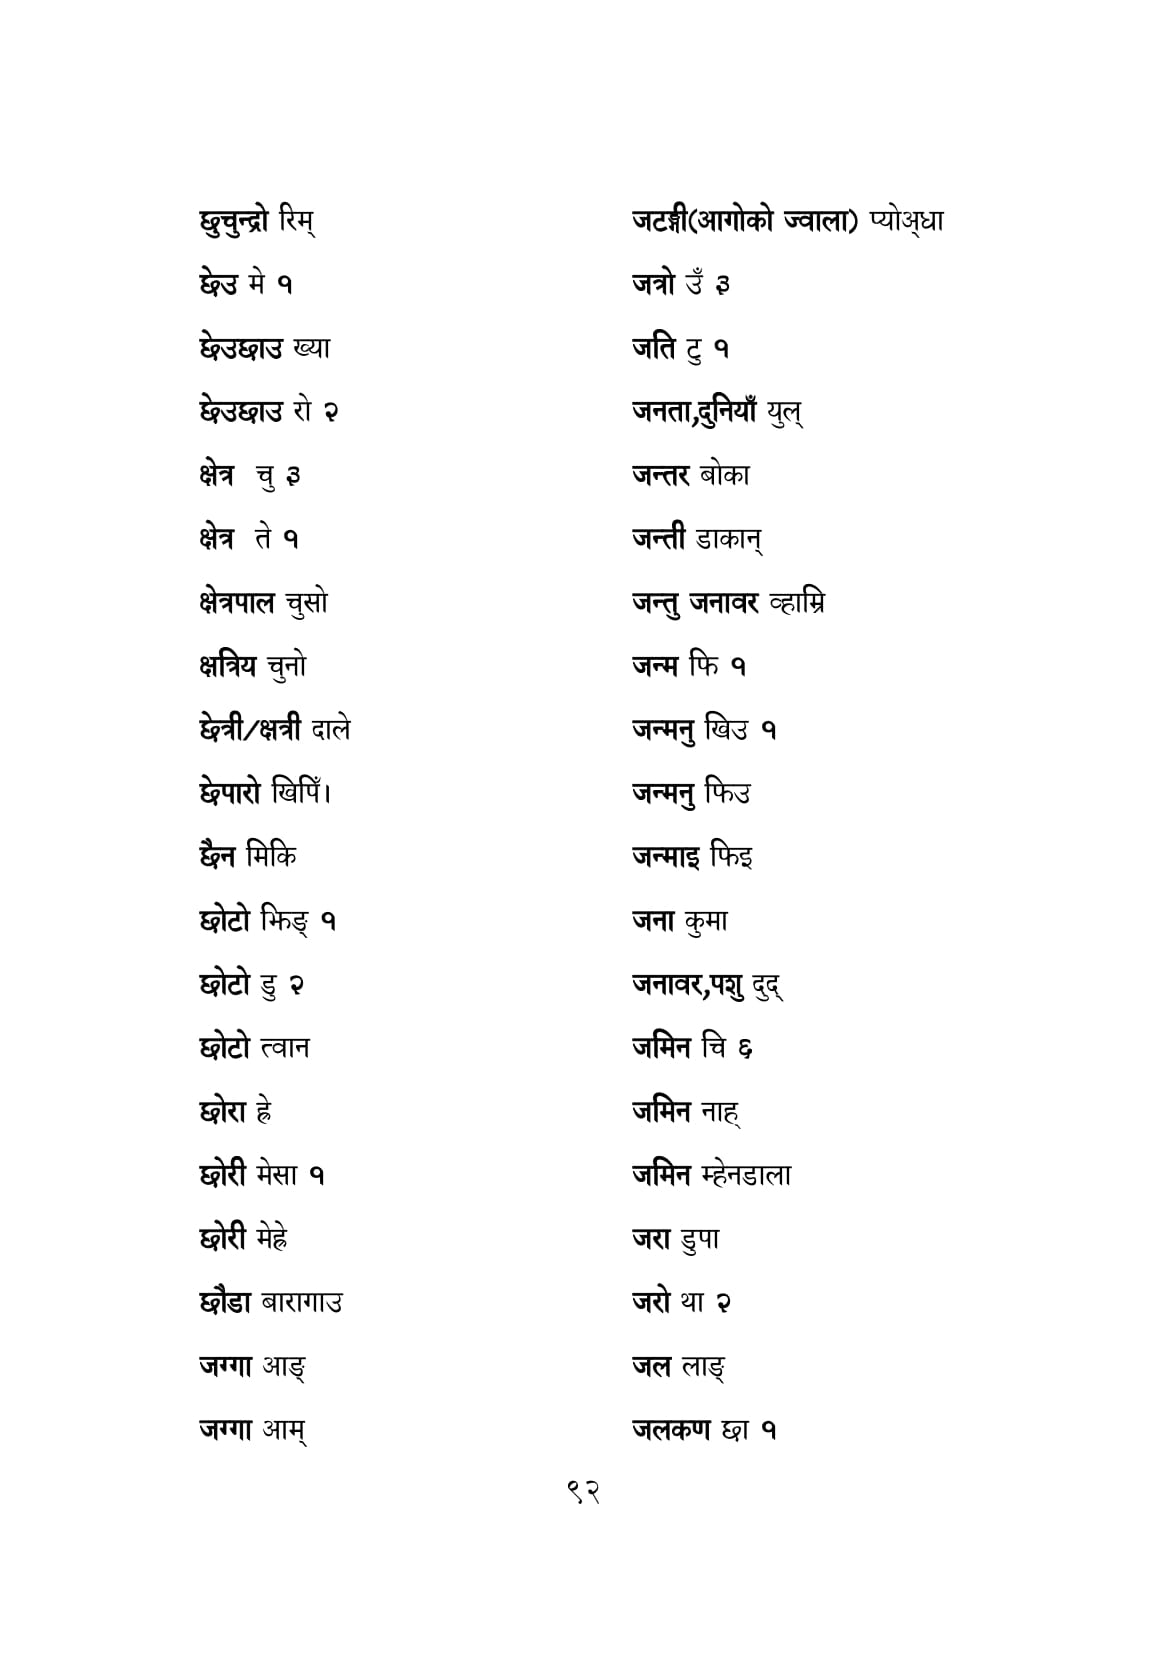 छुचुन्द्रो रिम्
छेउ मे १
छेउछाउ ख्या
छेउछाउ रो २
क्षेत्र चु ३
क्षेत्र ते १
क्षेत्रपाल चुसो
क्षत्रिय चुनो
छेत्री/क्षत्री दाले
छेपारो खिपिँ।
छैन मिकि
छोटो झिङ् १
छोटो डु २
छोटो त्वान
छोरा ह्रे
छोरी मेसा १
छोरी मेह्रे
छौडा बारागाउ
जग्गा आङ्
जग्गा आम्
जटङ्गी(आगोको ज्वाला) प्योअ्धा
जत्रो उँ ३
जति टु १
जनता,दुनियाँ युल्
जन्तर बोका
जन्ती डाकान्
जन्तु जनावर व्हाम्रि
जन्म फि १
जन्मनु खिउ १
जन्मनु फिउ
जन्माइ फिइ
जना कुमा
जनावर,पशु दुद्
जमिन चि ६
जमिन नाह्
जमिन म्हेनडाला
जरा डुपा
जरो था २
जल लाङ्
जलकण छा १
९२